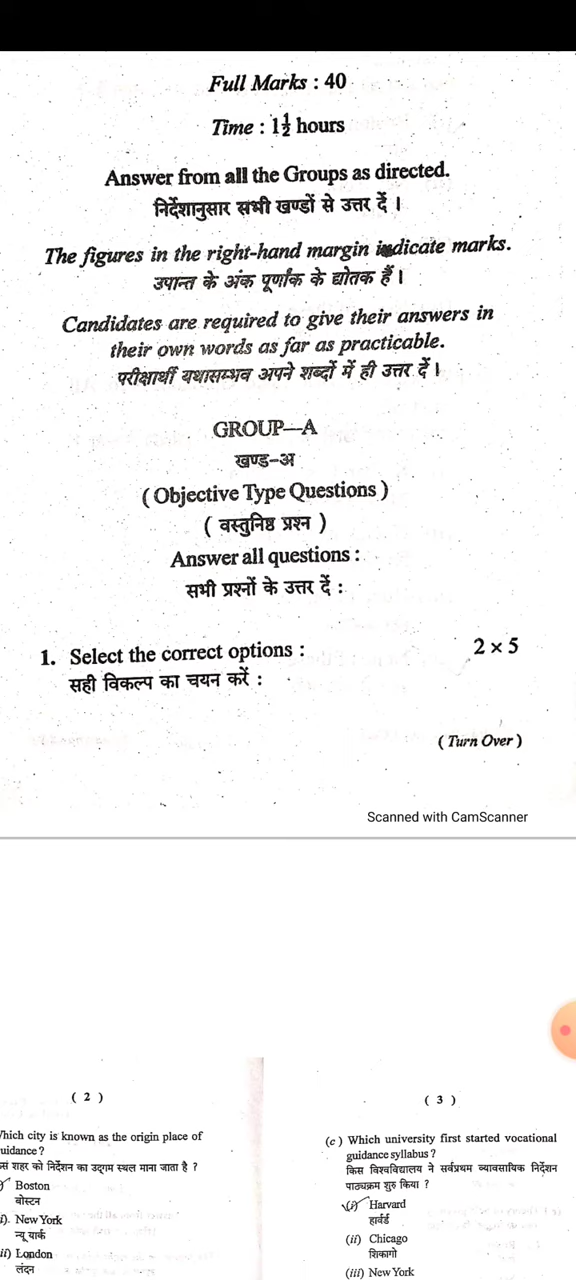 Full Marks : 40
Time : 1½ hours
Answer from all the Groups as directed.
निर्देशानुसार सभी खण्डों से उत्तर दें ।
The figures in the right-hand margin indicate marks.
उपान्त के अंक पूर्णांक के द्योतक हैं ।
Candidates are required to give their answers in
their own words as far as practicable.
परीक्षार्थी यथासम्भव अपने शब्दों में ही उत्तर दें ।
GROUP—A
खण्ड-अ
( Objective Type Questions )
( वस्तुनिष्ठ प्रश्न )
Answer all questions :
सभी प्रश्नों के उत्तर दें :
1. Select the correct options : 2 × 5
सही विकल्प का चयन करें :
( Turn Over )
Scanned with CamScanner
( 2 )
Which city is known as the origin place of
uidance ?
शहर को निर्देशन का उद्गम स्थल माना जाता है ?
Boston
बोस्टन
i). New York
न्यू यार्क
ii) London
लंदन
( 3 )
(c) Which university first started vocational
guidance syllabus ?
किस विश्वविद्यालय ने सर्वप्रथम व्यावसायिक निर्देशन
पाठ्यक्रम शुरु किया ?
(i) Harvard
हार्वर्ड
(ii) Chicago
शिकागो
(iii) New York